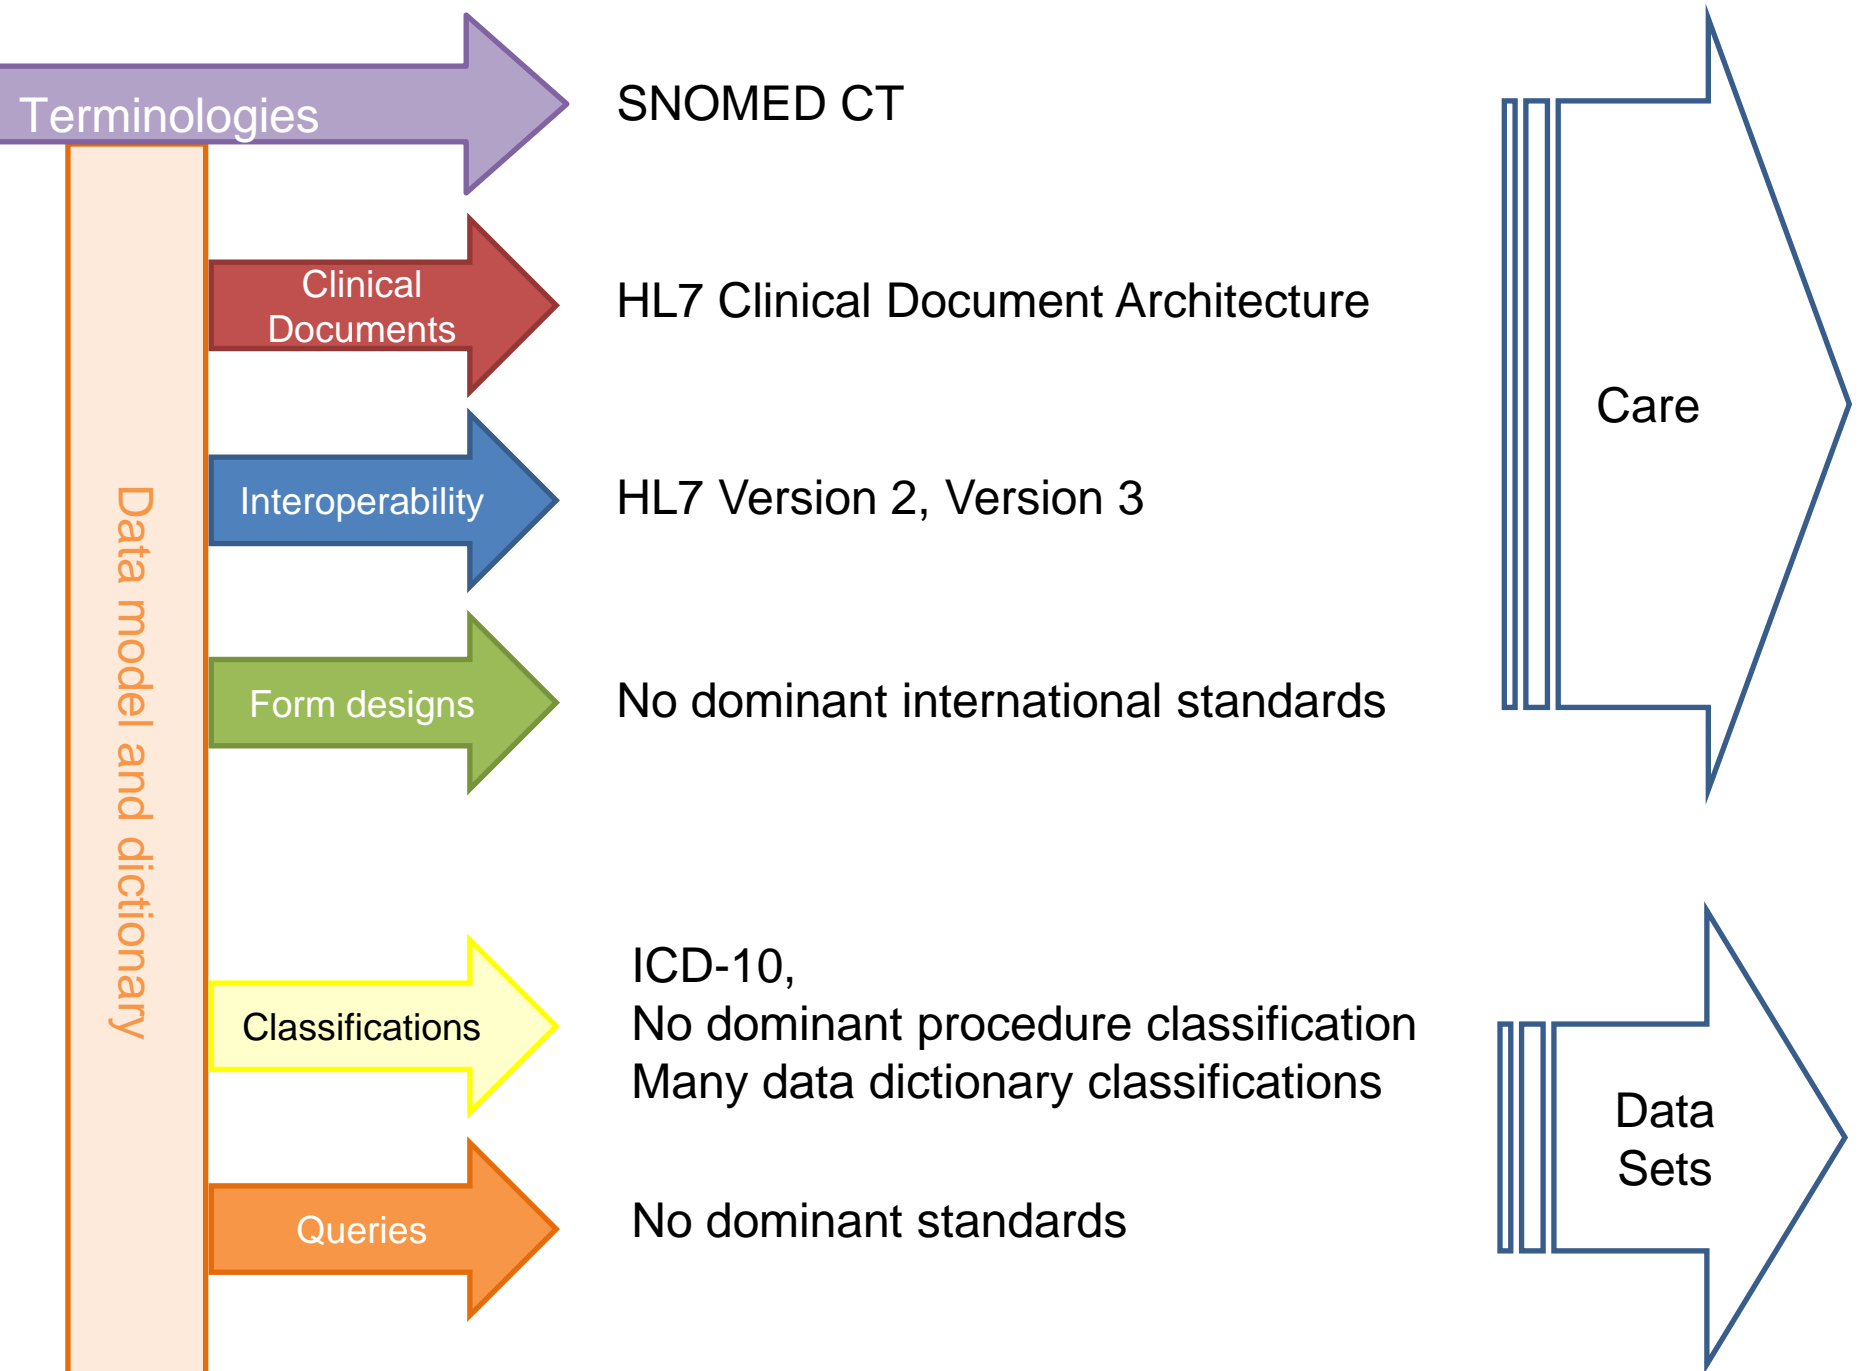 Terminologies
SNOMED CT
Clinical
Documents
HL7 Clinical Document Architecture
Care
Interoperability
HL7 Version 2, Version 3
Data model and dictionary
Form designs
No dominant international standards
Classifications
ICD-10,
No dominant procedure classification
Many data dictionary classifications
Data
Sets
Queries
No dominant standards